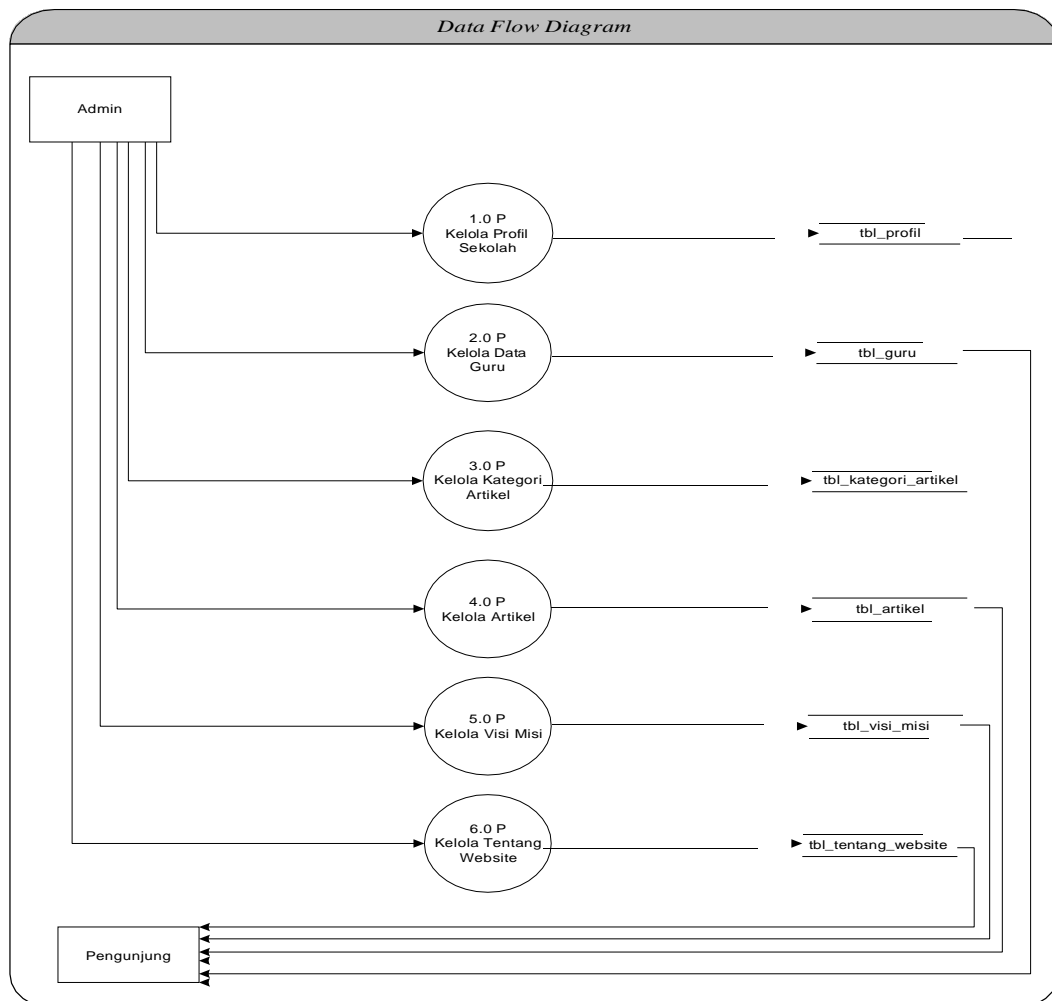 Data Flow Diagram
Admin
1.0 P
Kelola Profil
Sekolah
tbl_profil
2.0 P
Kelola Data
Guru
tbl_guru
3.0 P
Kelola Kategori
Artikel
tbl_kategori_artikel
4.0 P
Kelola Artikel
tbl_artikel
5.0 P
Kelola Visi Misi
tbl_visi_misi
6.0 P
Kelola Tentang
Website
tbl_tentang_website
Pengunjung